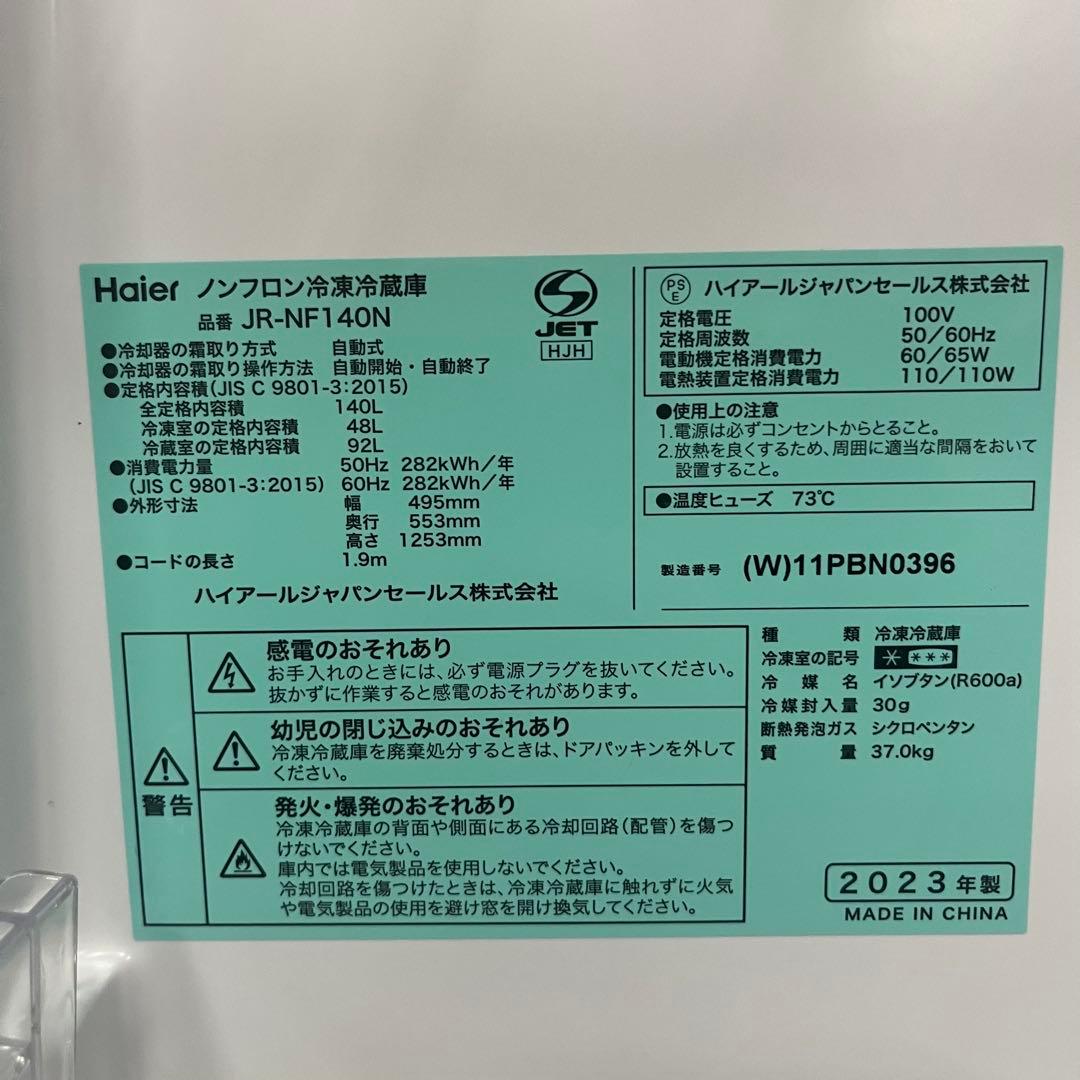 Haier ノンフロン冷凍冷蔵庫
品番 JR-NF140N
●冷却器の霜取り方式 自動式
●冷却器の霜取り操作方法 自動開始・自動終了
●定格内容積(JIS C 9801-3:2015)
全定格内容積 140L
冷凍室の定格内容積 48L
冷蔵室の定格内容積 92L
●消費電力量 50Hz 282kWh/年
(JIS C 9801-3:2015) 60Hz 282kWh/年
●外形寸法 幅 495mm
奥行 553mm
高さ 1253mm
●コードの長さ 1.9m
ハイアールジャパンセールス株式会社
S
JET
HJH
PS
E
ハイアールジャパンセールス株式会社
定格電圧 100V
定格周波数 50/60Hz
電動機定格消費電力 60/65W
電熱装置定格消費電力 110/110W
●使用上の注意
1.電源は必ずコンセントからとること。
2.放熱を良くするため、周囲に適当な間隔をおいて
設置すること。
●温度ヒューズ 73℃
製造番号 (W)11PBN0396
警告
感電のおそれあり
お手入れのときには、必ず電源プラグを抜いてください。
抜かずに作業すると感電のおそれがあります。
幼児の閉じ込みのおそれあり
冷凍冷蔵庫を廃棄処分するときは、ドアパッキンを外して
ください。
発火・爆発のおそれあり
冷凍冷蔵庫の背面や側面にある冷却回路(配管)を傷つ
けないでください。
庫内では電気製品を使用しないでください。
冷却回路を傷つけたときは、冷凍冷蔵庫に触れずに火気
や電気製品の使用を避け窓を開け換気してください。
種類 冷凍冷蔵庫
冷凍室の記号 * ***
冷媒名 イソブタン(R600a)
冷媒封入量 30g
断熱発泡ガス シクロペンタン
質量 37.0kg
2023年製
MADE IN CHINA